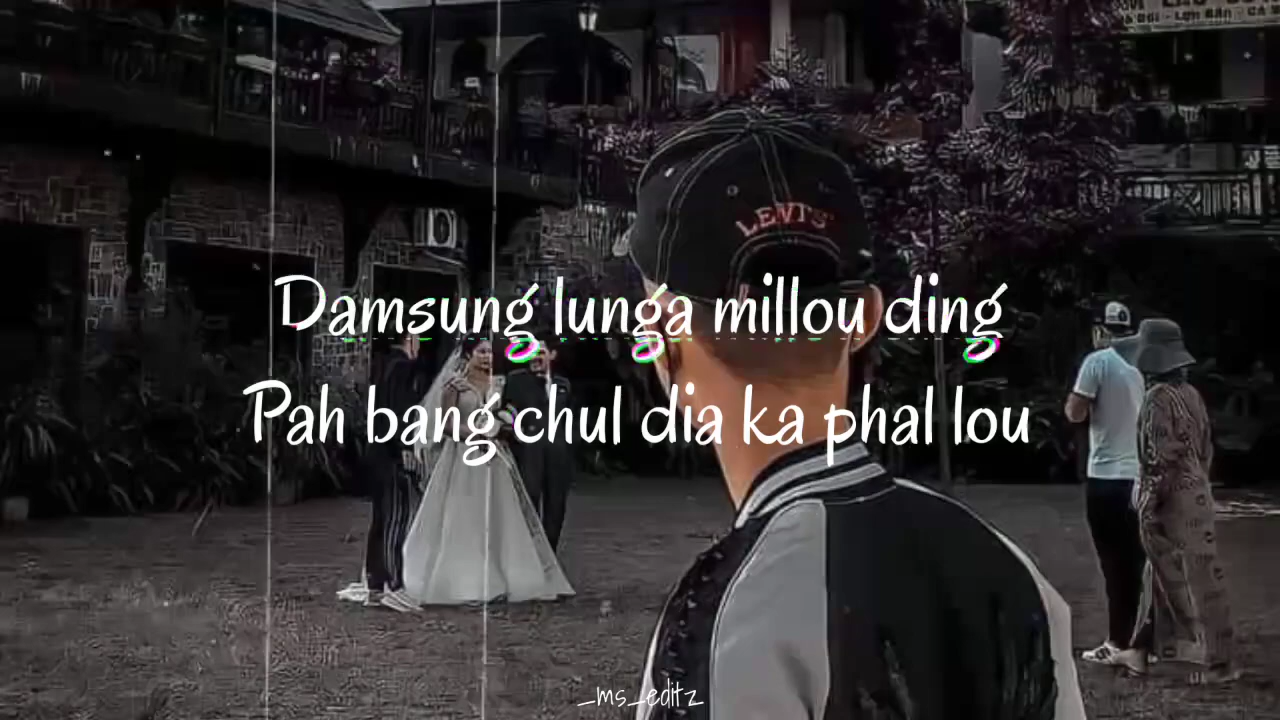 LEVI'S
Damsung lunga millou ding
Pah bang chul dia ka phal lou
_ms_editz